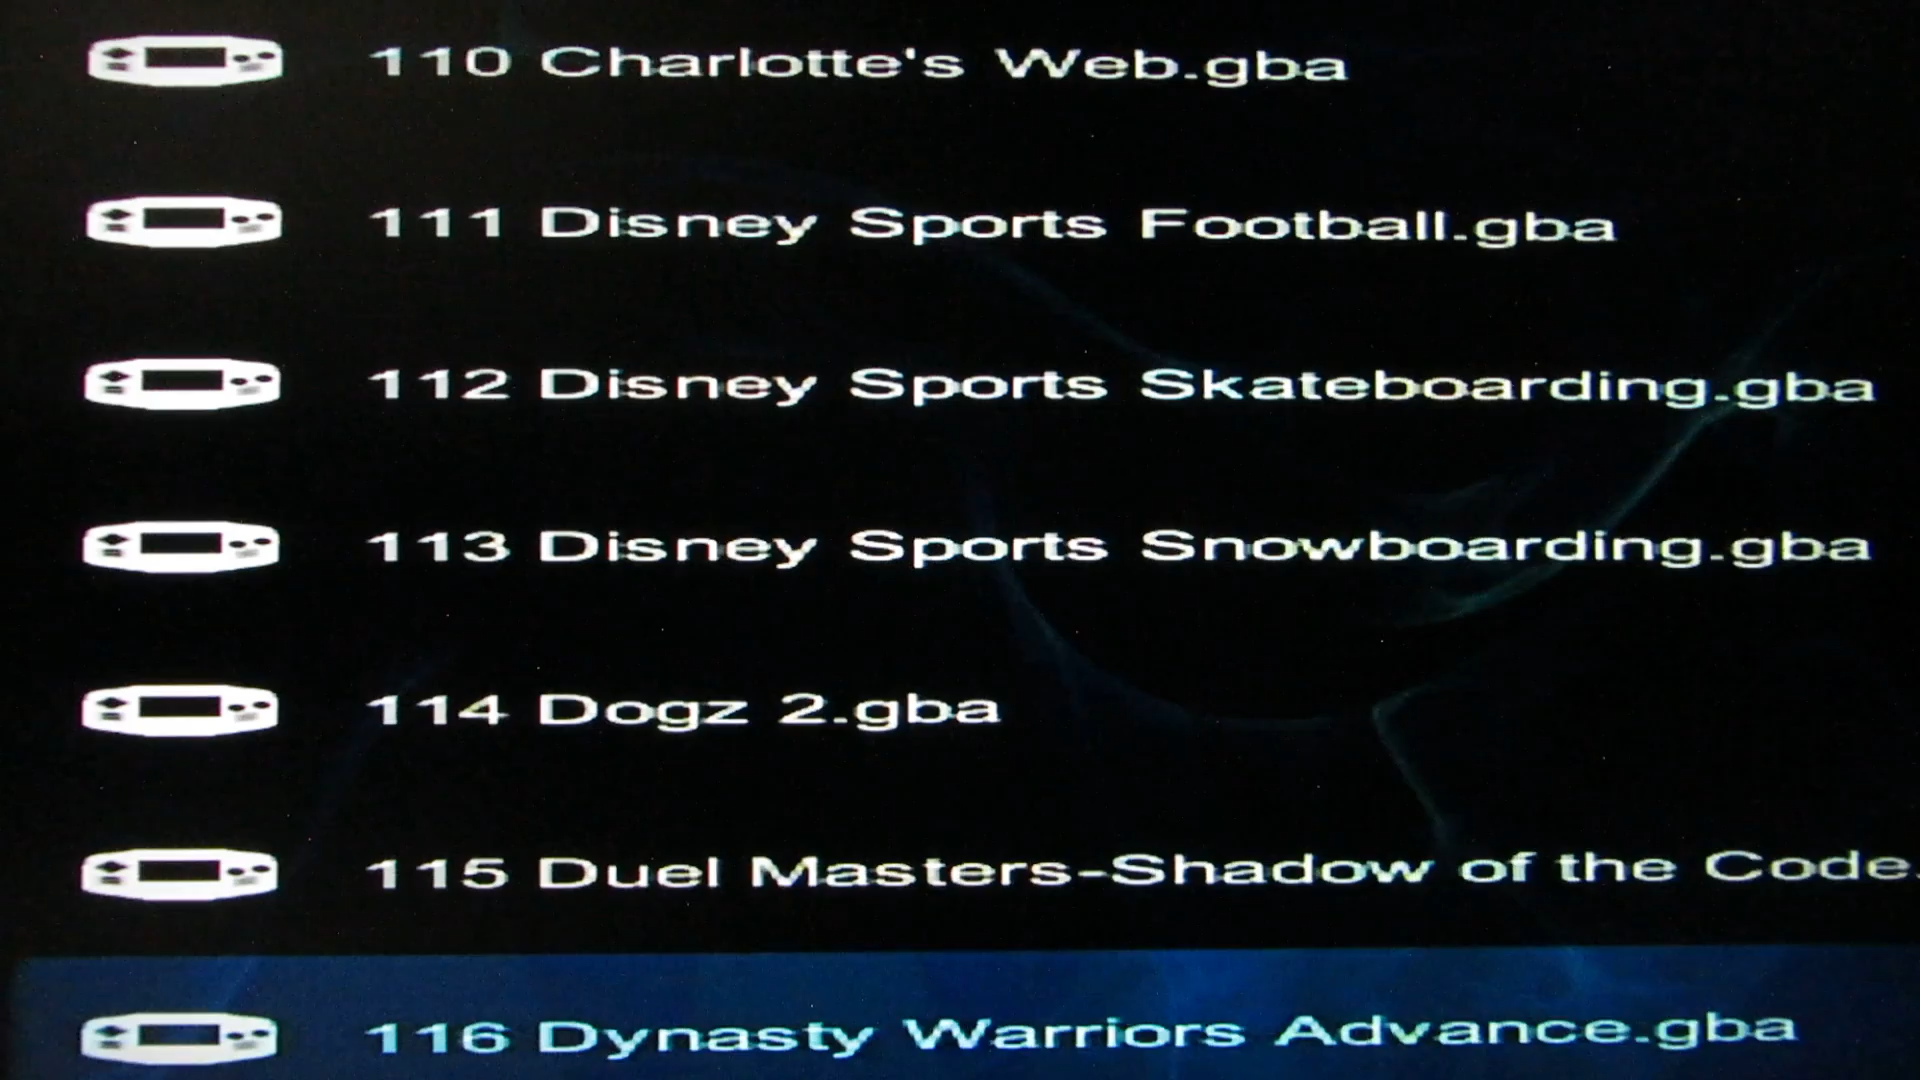 110 Charlotte's Web.gba
111 Disney Sports Football.gba
112 Disney Sports Skateboarding.gba
113 Disney Sports Snowboarding.gba
114 Dogz 2.gba
115 Duel Masters-Shadow of the Code.
116 Dynasty Warriors Advance.gba